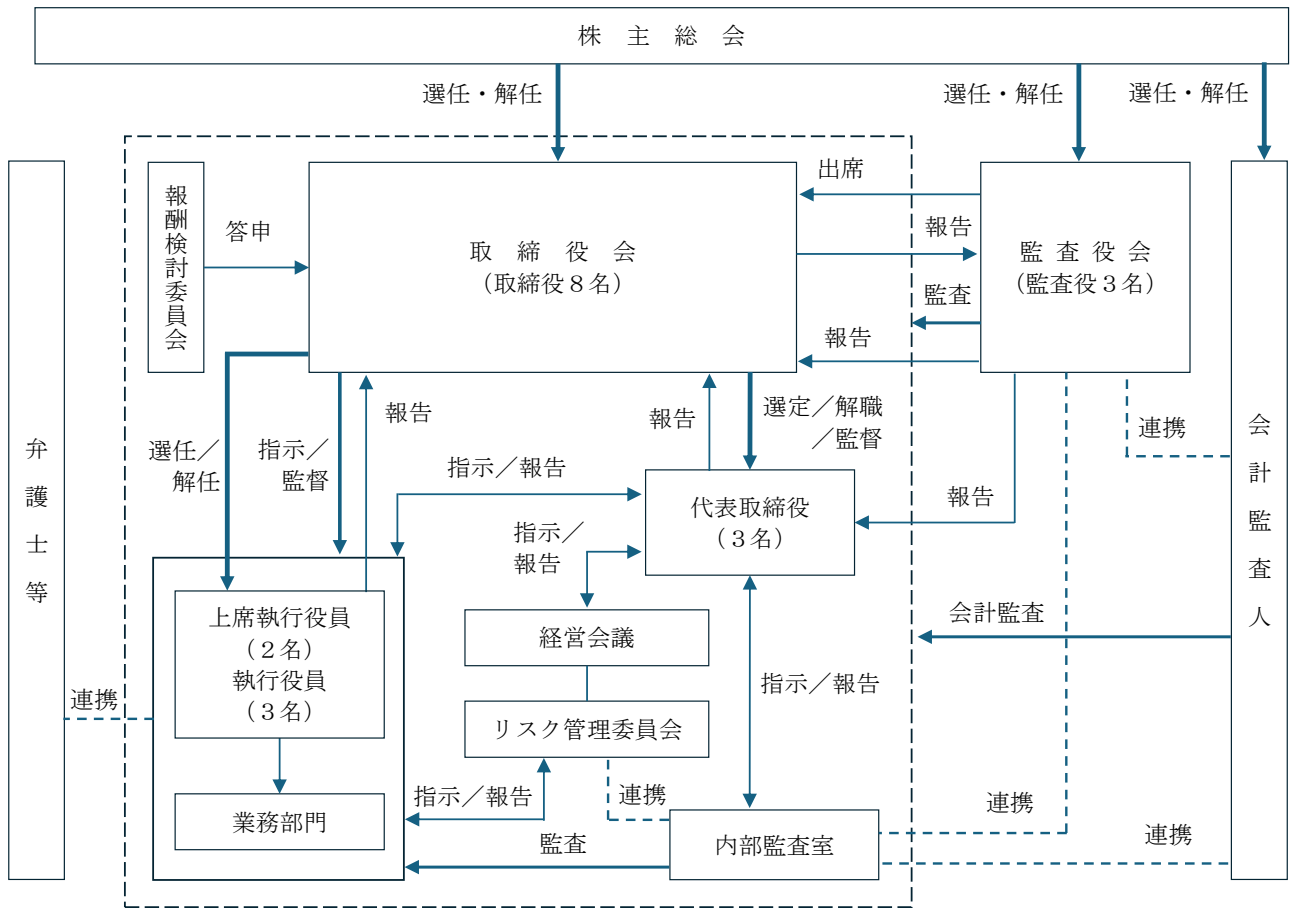 株主総会
選任・解任
選任・解任
選任・解任
報酬検討委員会
答申
取締役会
（取締役８名）
出席
報告
監査
報告
監査役会
（監査役３名）
弁護士等
会計監査人
選任／
解任
指示／
監督
報告
報告
選定／解職
／監督
連携
指示／報告
代表取締役
（３名）
報告
指示／
報告
上席執行役員
（２名）
執行役員
（３名）
経営会議
会計監査
指示／報告
連携
リスク管理委員会
業務部門
指示／報告
連携
連携
連携
監査
内部監査室